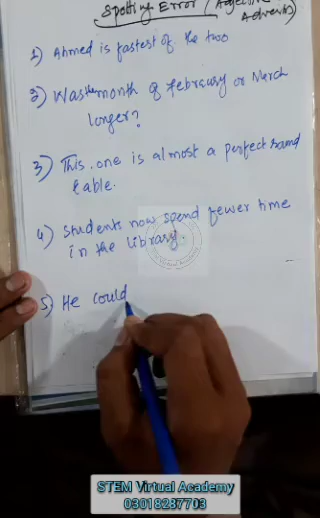 Spotting Error (Adjective
Adverbs)
1) Ahmed is fastest of the two
2) Was the month of february or March
longer?
3) This one is almost a perfect round
table.
4) Students now spend fewer time
in the library.
5) He could
STEM Virtual Academy
03018287703